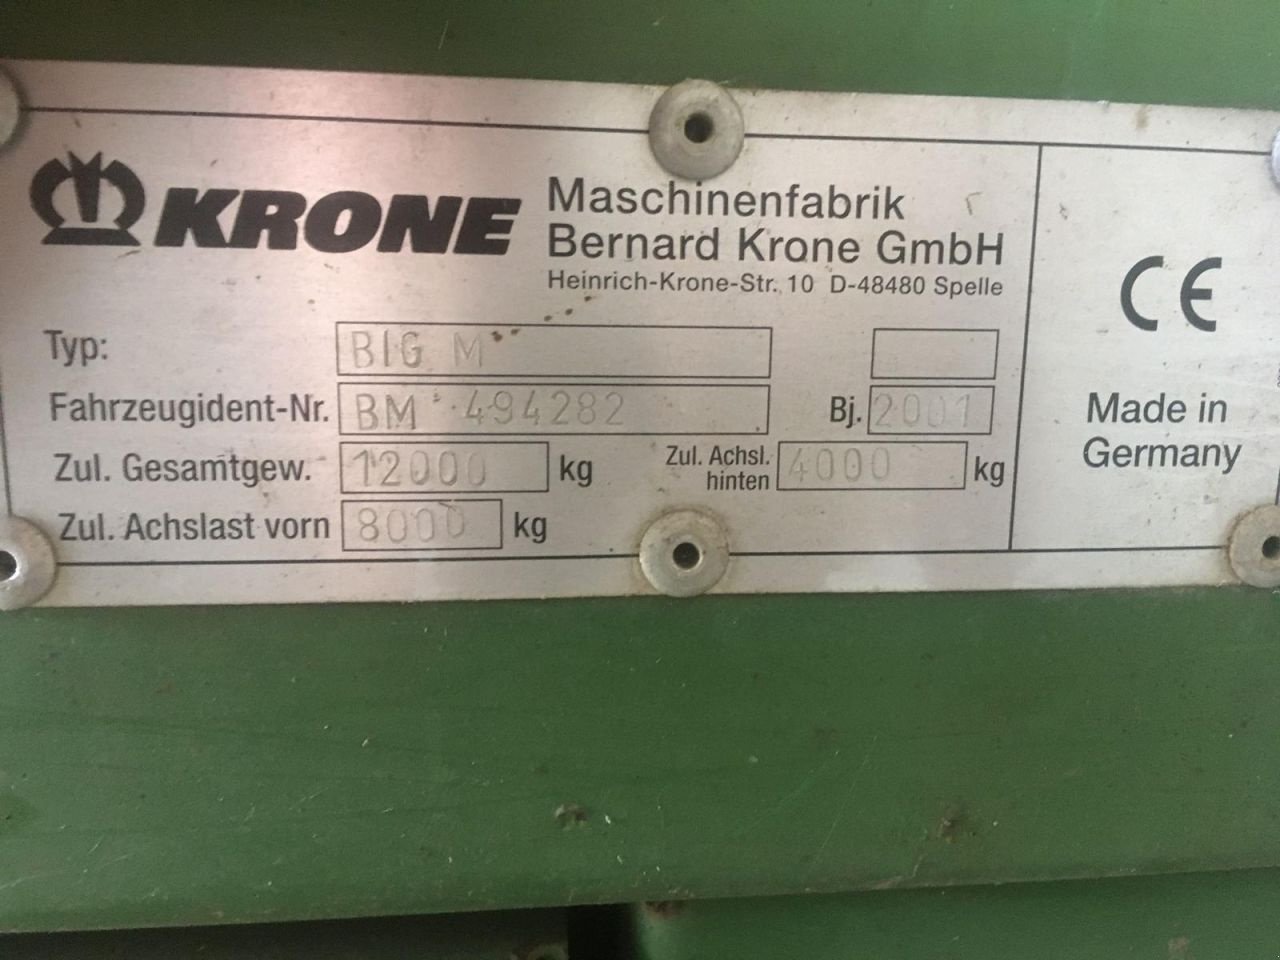 KRONE
Maschinenfabrik
Bernard Krone GmbH
Heinrich-Krone-Str. 10 D-48480 Spelle
Typ: BIG M
Fahrzeugident-Nr. BM 494282 Bj. 2001
Zul. Gesamtgew. 12000 kg Zul. Achsl. hinten 4000 kg
Zul. Achslast vorn 8000 kg
CE
Made in
Germany